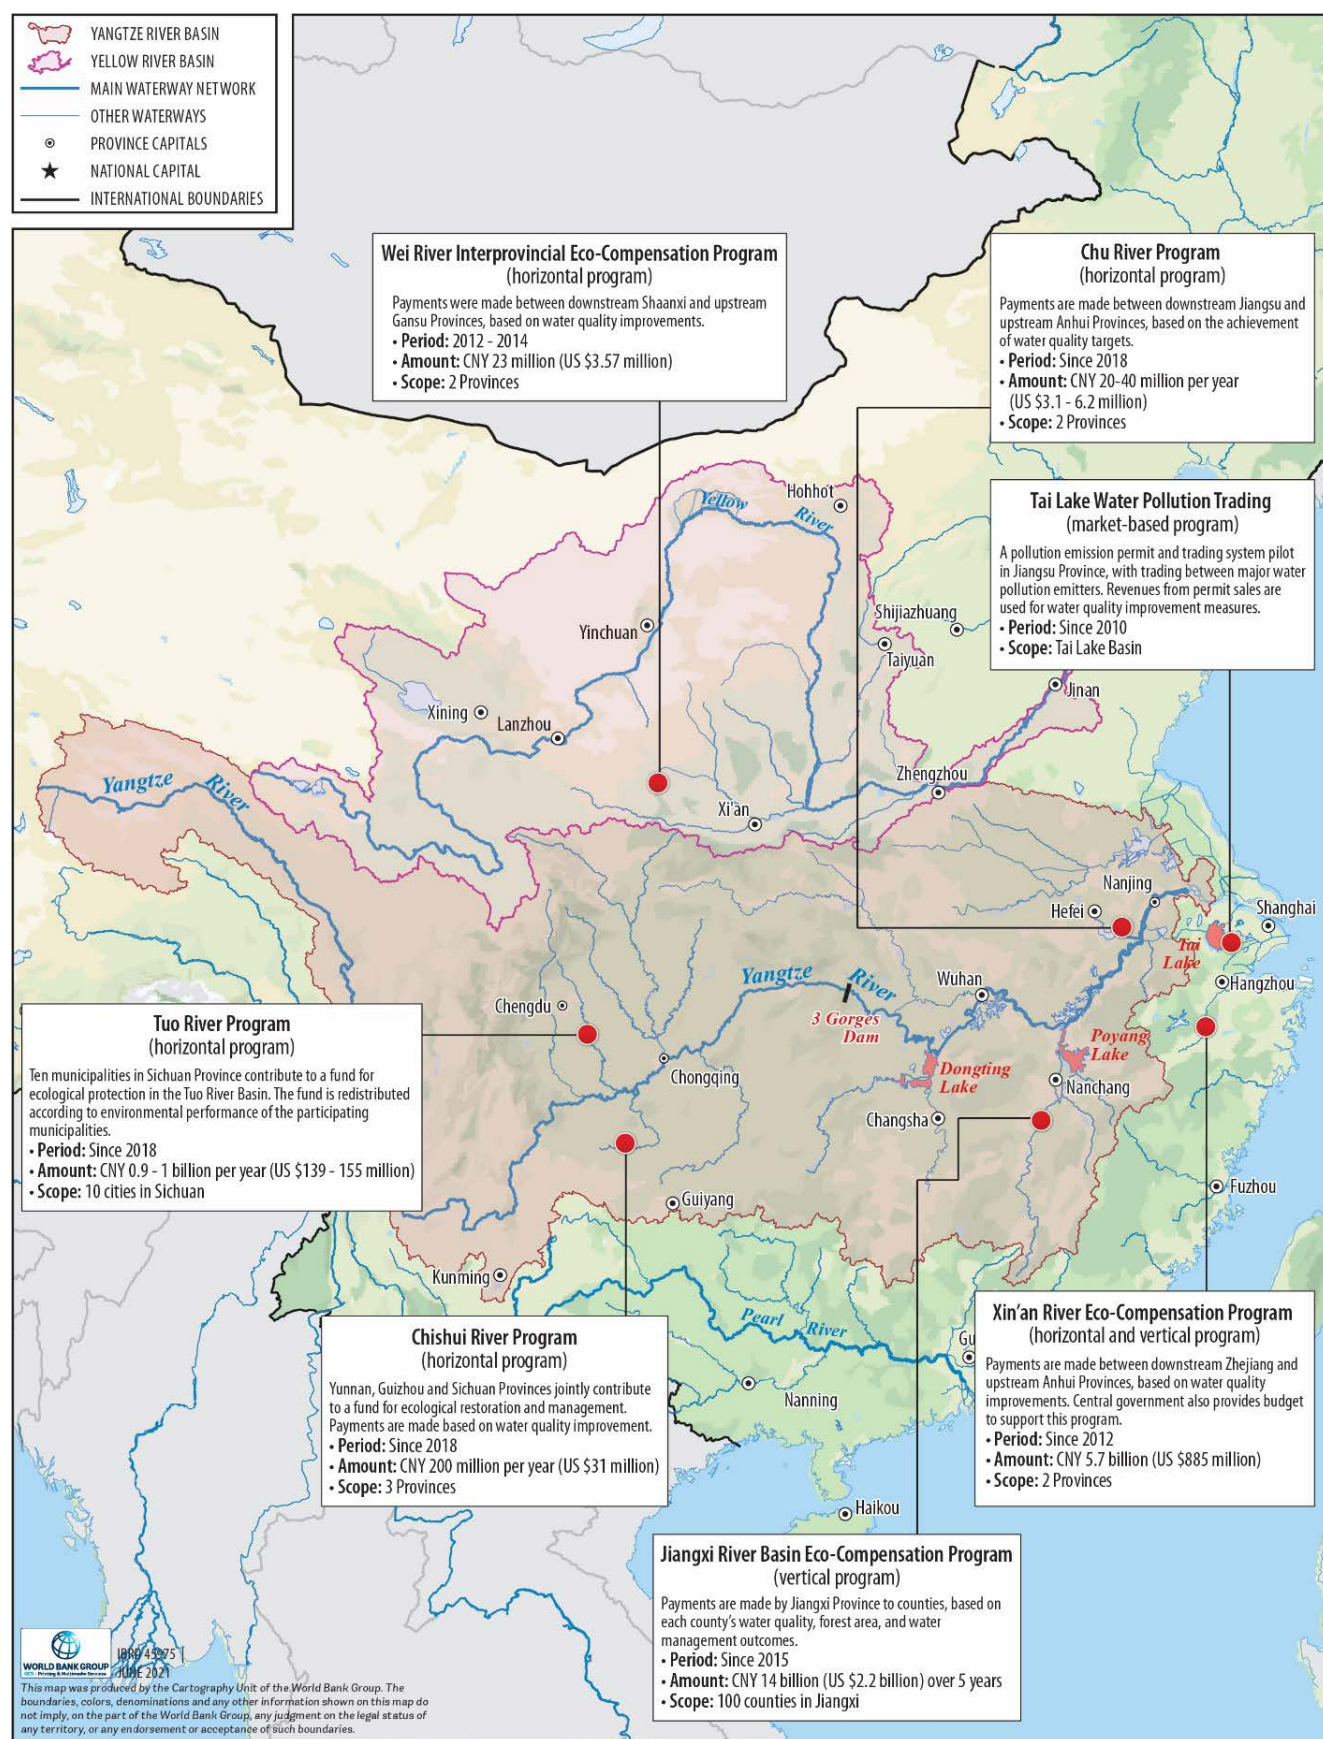 YANGTZE RIVER BASIN
YELLOW RIVER BASIN
MAIN WATERWAY NETWORK
OTHER WATERWAYS
PROVINCE CAPITALS
NATIONAL CAPITAL
INTERNATIONAL BOUNDARIES
Wei River Interprovincial Eco-Compensation Program
(horizontal program)
Payments were made between downstream Shaanxi and upstream
Gansu Provinces, based on water quality improvements.
• Period: 2012 - 2014
• Amount: CNY 23 million (US $3.57 million)
• Scope: 2 Provinces
Chu River Program
(horizontal program)
Payments are made between downstream Jiangsu and
upstream Anhui Provinces, based on the achievement
of water quality targets.
• Period: Since 2018
• Amount: CNY 20-40 million per year
(US $3.1 - 6.2 million)
• Scope: 2 Provinces
Tai Lake Water Pollution Trading
(market-based program)
A pollution emission permit and trading system pilot
in Jiangsu Province, with trading between major water
pollution emitters. Revenues from permit sales are
used for water quality improvement measures.
• Period: Since 2010
• Scope: Tai Lake Basin
Hohhot
Yellow River
Shijiazhuang
Yinchuan
Taiyuan
Jinan
Xining
Lanzhou
Zhengzhou
Yangtze River
Xi'an
Nanjing
Hefei
Shanghai
Tai
Lake
Hangzhou
Yangtze River
Wuhan
Chengdu
3 Gorges
Dam
Poyang
Lake
Chongqing
Dongting
Lake
Nanchang
Changsha
Tuo River Program
(horizontal program)
Ten municipalities in Sichuan Province contribute to a fund for
ecological protection in the Tuo River Basin. The fund is redistributed
according to environmental performance of the participating
municipalities.
• Period: Since 2018
• Amount: CNY 0.9 - 1 billion per year (US $139 - 155 million)
• Scope: 10 cities in Sichuan
Guiyang
Fuzhou
Kunming
Pearl River
Gu
Nanning
Haikou
Chishui River Program
(horizontal program)
Yunnan, Guizhou and Sichuan Provinces jointly contribute
to a fund for ecological restoration and management.
Payments are made based on water quality improvement.
• Period: Since 2018
• Amount: CNY 200 million per year (US $31 million)
• Scope: 3 Provinces
Xin'an River Eco-Compensation Program
(horizontal and vertical program)
Payments are made between downstream Zhejiang and
upstream Anhui Provinces, based on water quality
improvements. Central government also provides budget
to support this program.
• Period: Since 2012
• Amount: CNY 5.7 billion (US $885 million)
• Scope: 2 Provinces
Jiangxi River Basin Eco-Compensation Program
(vertical program)
Payments are made by Jiangxi Province to counties, based on
each county's water quality, forest area, and water
management outcomes.
• Period: Since 2015
• Amount: CNY 14 billion (US $2.2 billion) over 5 years
• Scope: 100 counties in Jiangxi
WORLD BANK GROUP
Printing & Multimedia Services
IBRD 45975 |
JUNE 2021
This map was produced by the Cartography Unit of the World Bank Group. The
boundaries, colors, denominations and any other information shown on this map do
not imply, on the part of the World Bank Group, any judgment on the legal status of
any territory, or any endorsement or acceptance of such boundaries.